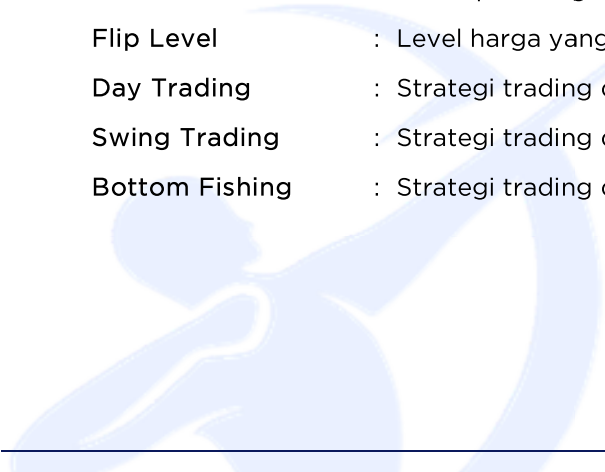 Flip Level : Level harga yang
Day Trading : Strategi trading
Swing Trading : Strategi trading
Bottom Fishing : Strategi trading